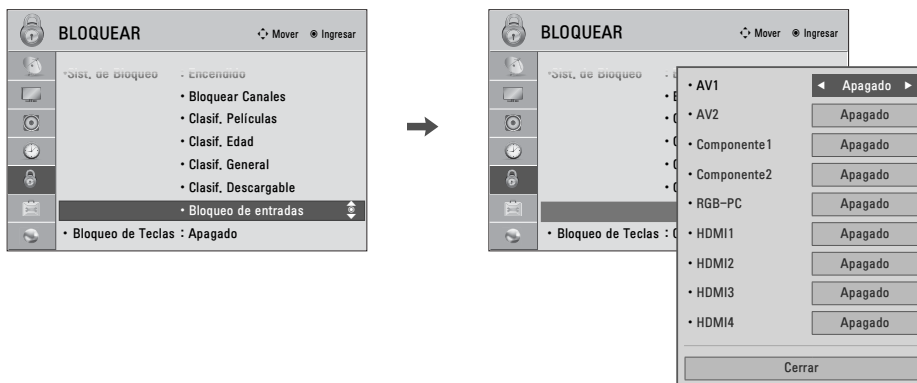 BLOQUEAR
Mover
Ingresar
•Sist. de Bloqueo : Encendido
• Bloquear Canales
• Clasif. Películas
• Clasif. Edad
• Clasif. General
• Clasif. Descargable
• Bloqueo de entradas
• Bloqueo de Teclas : Apagado
BLOQUEAR
Mover
Ingresar
•Sist. de Bloqueo :
• Bloqueo de Teclas :
• AV1 ◄ Apagado ►
• AV2 Apagado
• Componente1 Apagado
• Componente2 Apagado
• RGB-PC Apagado
• HDMI1 Apagado
• HDMI2 Apagado
• HDMI3 Apagado
• HDMI4 Apagado
Cerrar